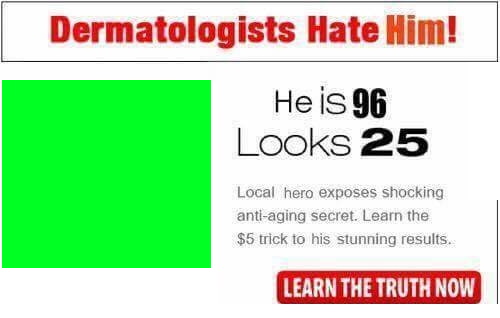 Dermatologists Hate Him!
He is 96
Looks 25
Local hero exposes shocking
anti-aging secret. Learn the
$5 trick to his stunning results.
LEARN THE TRUTH NOW